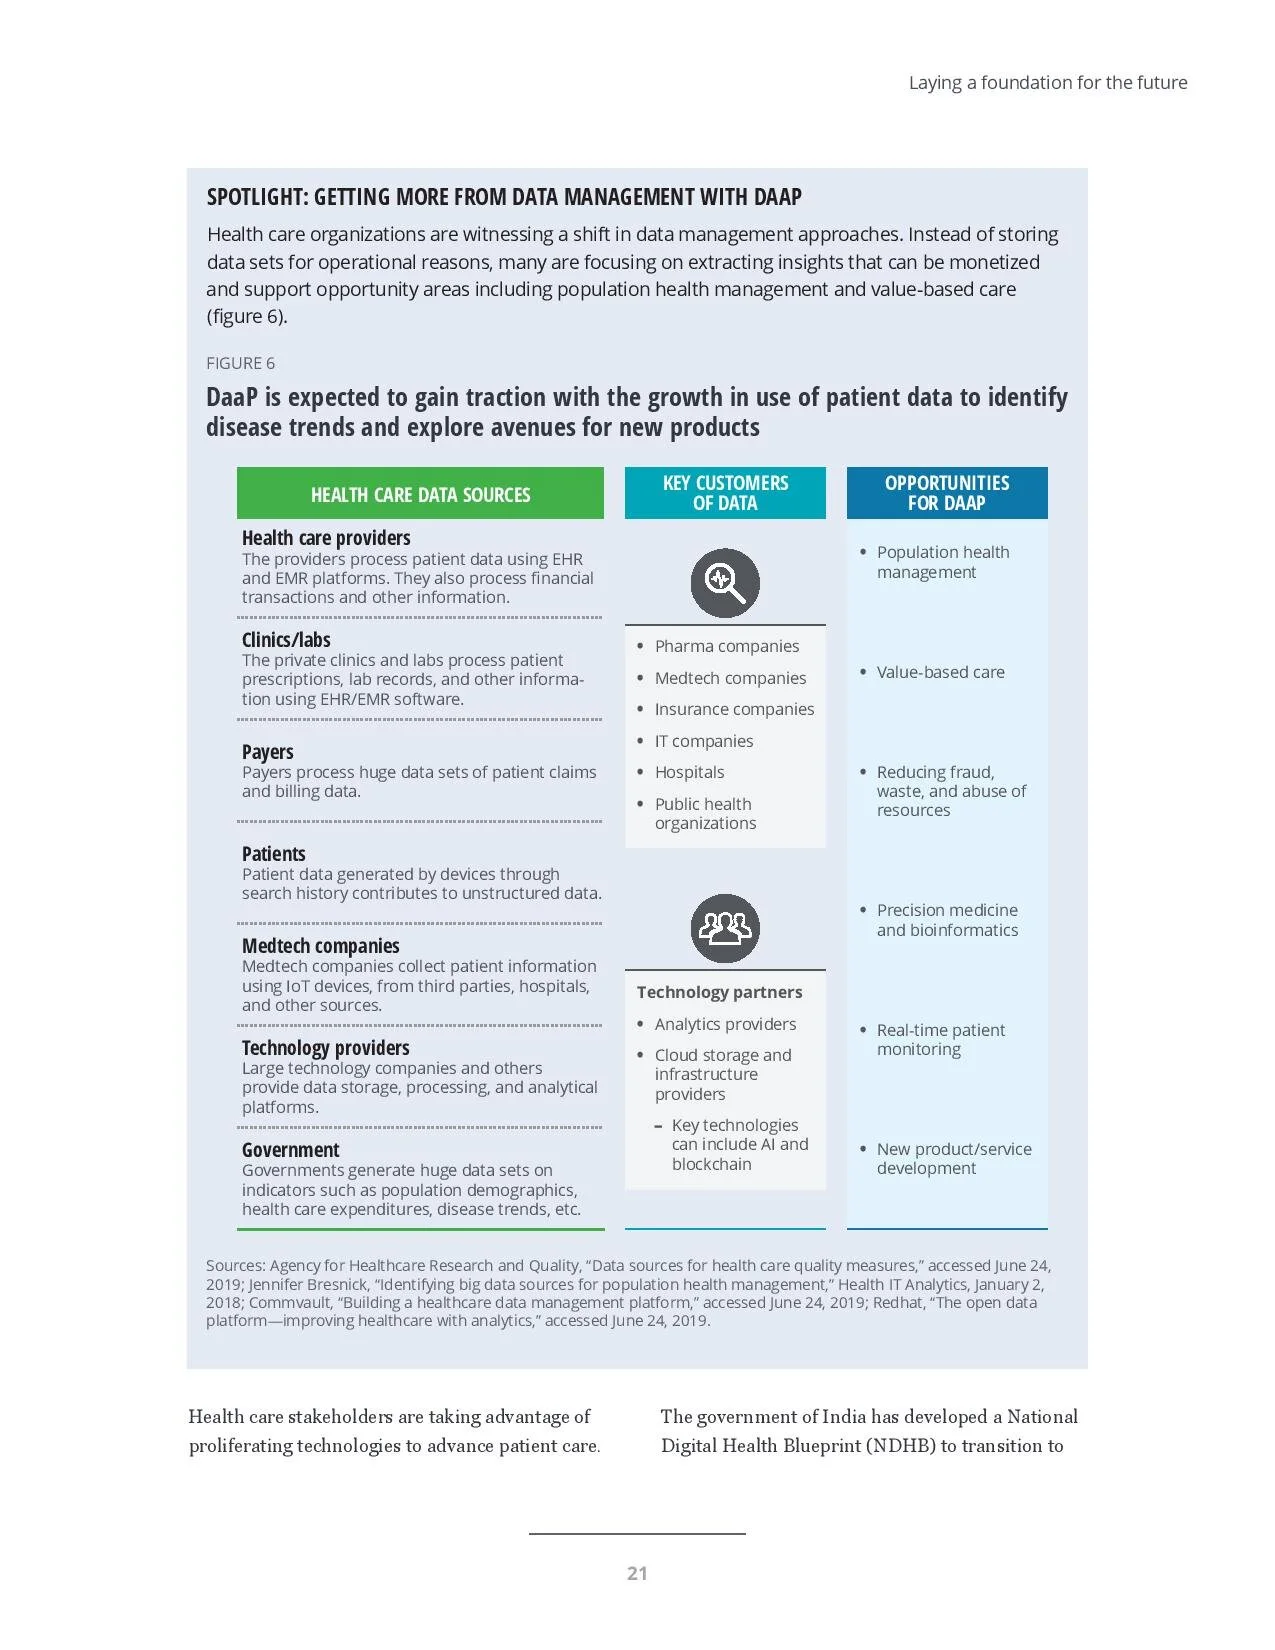 Laying a foundation for the future
SPOTLIGHT: GETTING MORE FROM DATA MANAGEMENT WITH DAAP
Health care organizations are witnessing a shift in data management approaches. Instead of storing
data sets for operational reasons, many are focusing on extracting insights that can be monetized
and support opportunity areas including population health management and value-based care
(figure 6).
FIGURE 6
DaaP is expected to gain traction with the growth in use of patient data to identify
disease trends and explore avenues for new products
HEALTH CARE DATA SOURCES
Health care providers
The providers process patient data using EHR
and EMR platforms. They also process financial
transactions and other information.
Clinics/labs
The private clinics and labs process patient
prescriptions, lab records, and other informa-
tion using EHR/EMR software.
Payers
Payers process huge data sets of patient claims
and billing data.
Patients
Patient data generated by devices through
search history contributes to unstructured data.
Medtech companies
Medtech companies collect patient information
using IoT devices, from third parties, hospitals,
and other sources.
Technology providers
Large technology companies and others
provide data storage, processing, and analytical
platforms.
Government
Governments generate huge data sets on
indicators such as population demographics,
health care expenditures, disease trends, etc.
KEY CUSTOMERS
OF DATA
• Pharma companies
• Medtech companies
• Insurance companies
• IT companies
• Hospitals
• Public health
organizations
Technology partners
• Analytics providers
• Cloud storage and
infrastructure
providers
– Key technologies
can include AI and
blockchain
OPPORTUNITIES
FOR DAAP
• Population health
management
• Value-based care
• Reducing fraud,
waste, and abuse of
resources
• Precision medicine
and bioinformatics
• Real-time patient
monitoring
• New product/service
development
Sources: Agency for Healthcare Research and Quality, “Data sources for health care quality measures,” accessed June 24,
2019; Jennifer Bresnick, “Identifying big data sources for population health management,” Health IT Analytics, January 2,
2018; Commvault, “Building a healthcare data management platform,” accessed June 24, 2019; Redhat, “The open data
platform—improving healthcare with analytics,” accessed June 24, 2019.
Health care stakeholders are taking advantage of
proliferating technologies to advance patient care.
The government of India has developed a National
Digital Health Blueprint (NDHB) to transition to
21